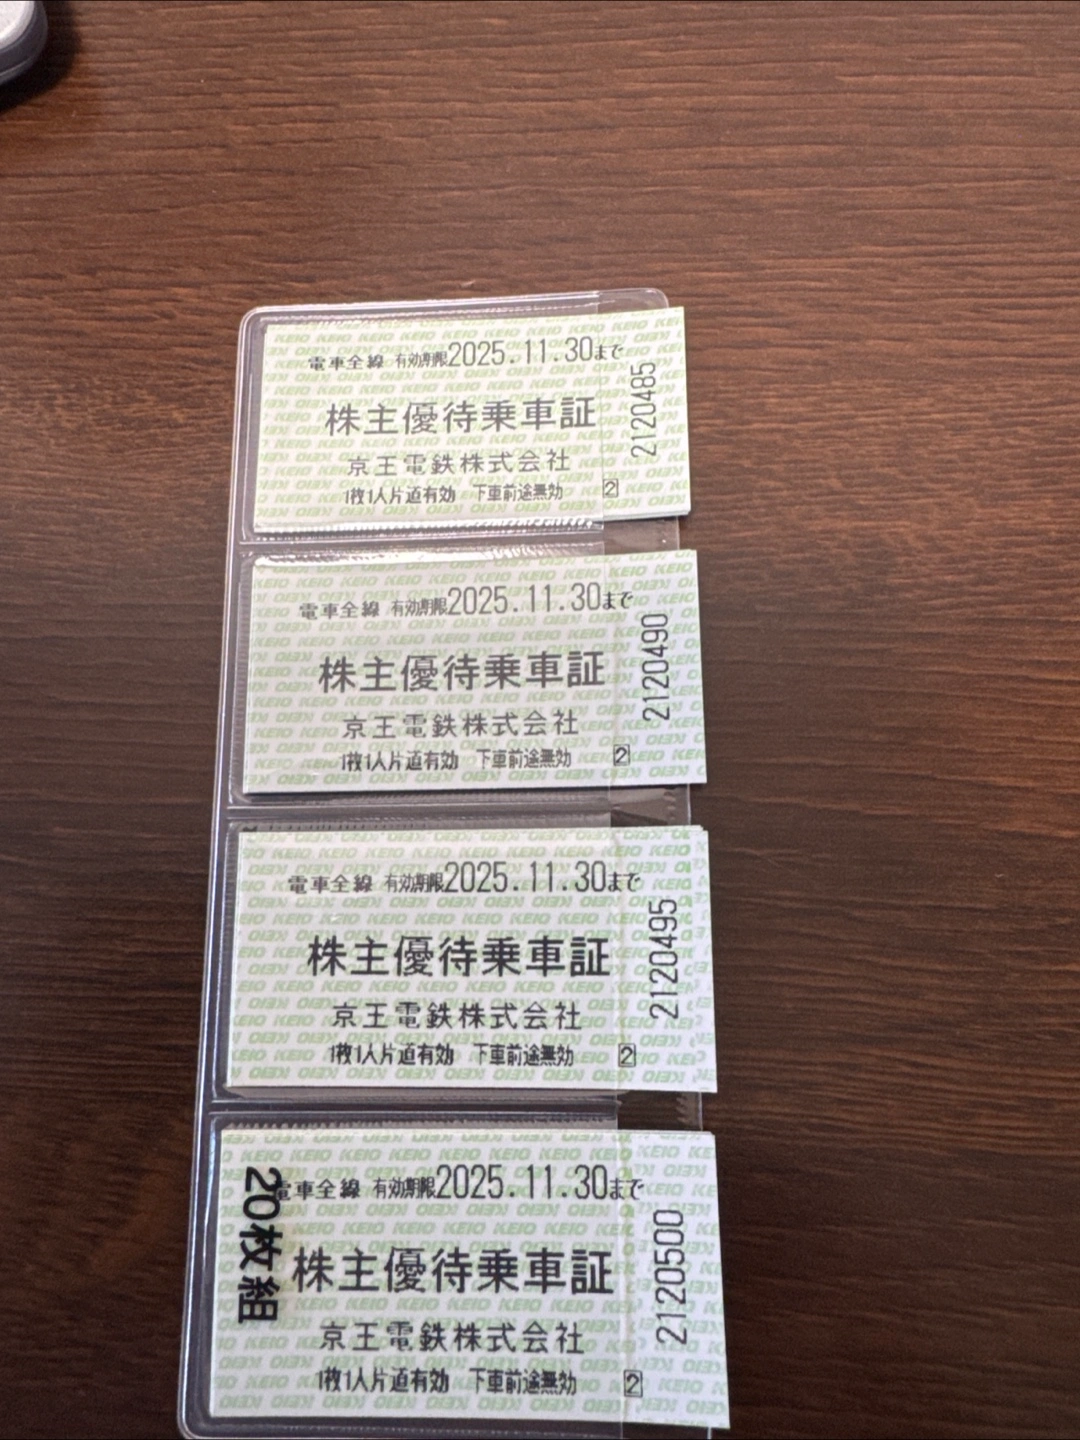 電車全線 有効期限2025.11.30まで
株主優待乗車証
京王電鉄株式会社
1枚1人片道有効 下車前途無効 2
2120485
電車全線 有効期限2025.11.30まで
株主優待乗車証
京王電鉄株式会社
1枚1人片道有効 下車前途無効 2
2120490
電車全線 有効期限2025.11.30まで
株主優待乗車証
京王電鉄株式会社
1枚1人片道有効 下車前途無効 2
2120495
20枚組
電車全線 有効期限2025.11.30まで
株主優待乗車証
京王電鉄株式会社
1枚1人片道有効 下車前途無効 2
2120500